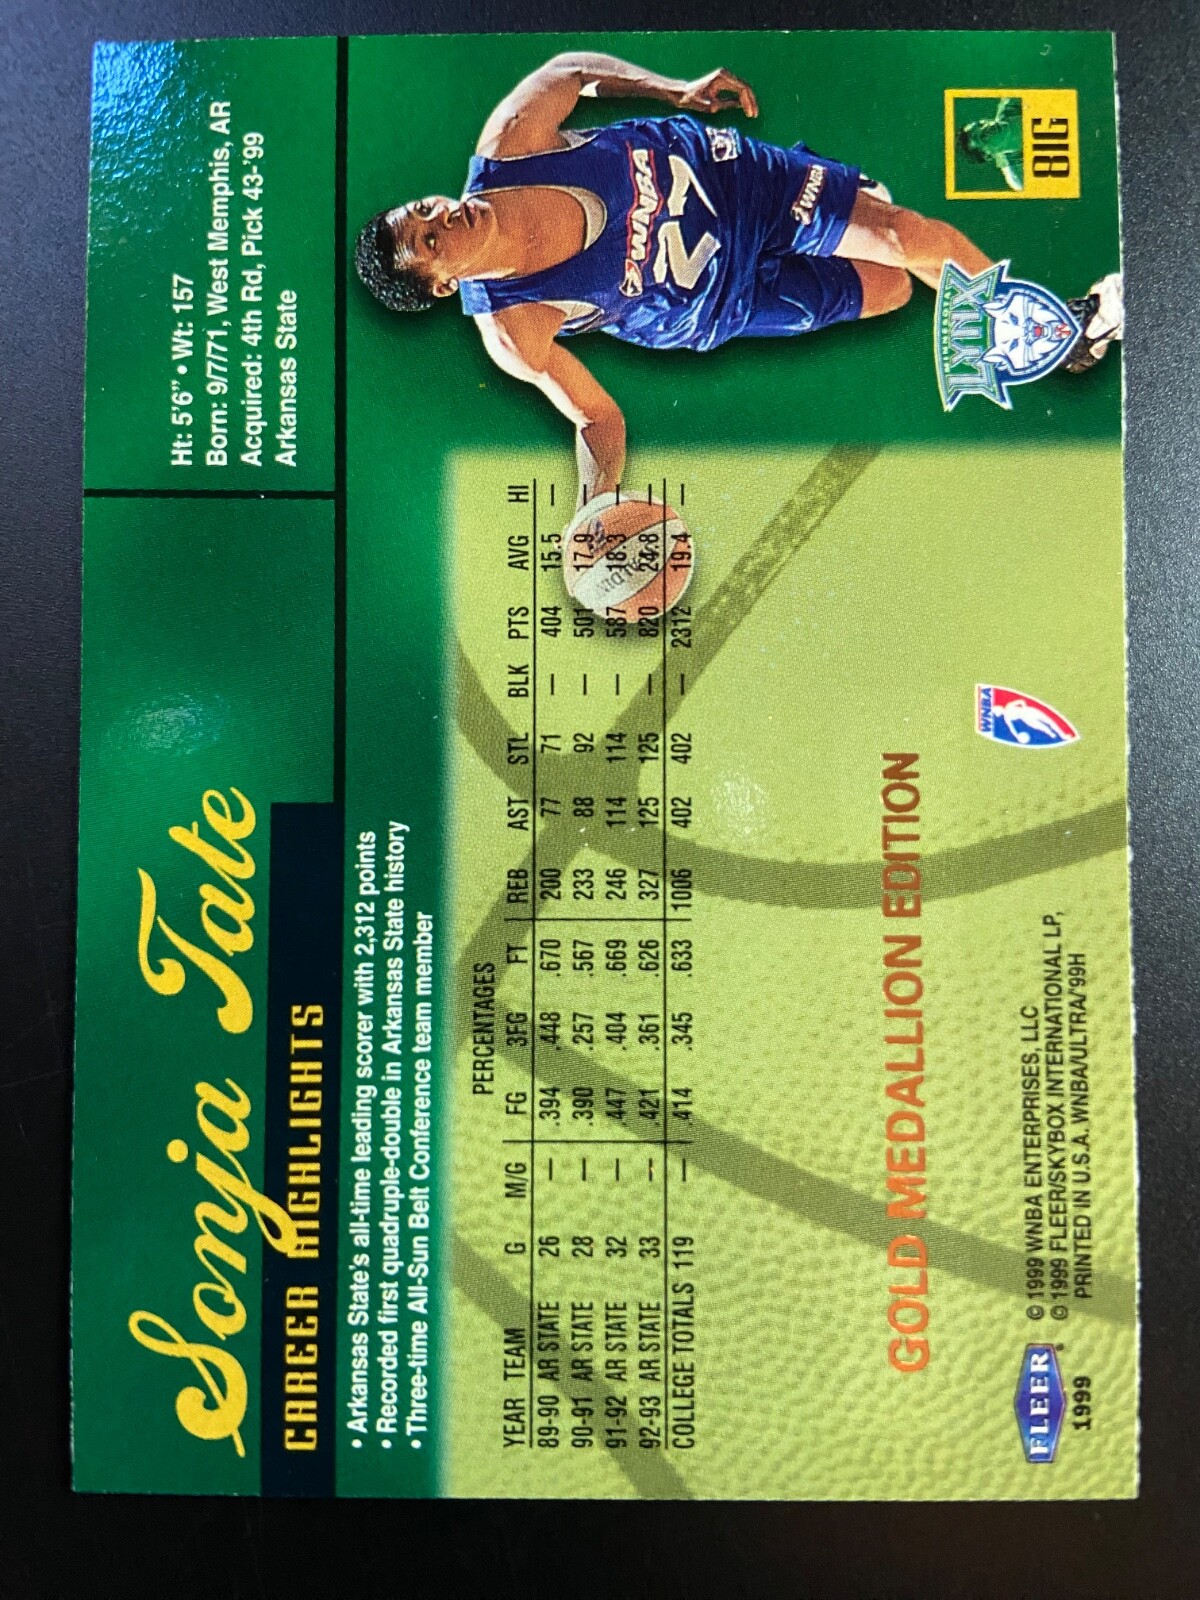 Sonja Tate
CAREER HIGHLIGHTS
Ht: 5'6" • Wt: 157
Born: 9/7/71, West Memphis, AR
Acquired: 4th Rd, Pick 43-'99
Arkansas State
• Arkansas State's all-time leading scorer with 2,312 points
• Recorded first quadruple-double in Arkansas State history
• Three-time All-Sun Belt Conference team member
PERCENTAGES
YEAR TEAM G M/G FG 3FG FT REB AST STL BLK PTS AVG HI
89-90 AR STATE 26 — .394 .448 .670 200 77 71 — 404 15.5 —
90-91 AR STATE 28 — .390 .257 .567 233 88 92 — 501 17.9 —
91-92 AR STATE 32 — .447 .404 .669 246 114 114 — 587 18.3 —
92-93 AR STATE 33 — .421 .361 .626 327 125 125 — 820 24.8 —
COLLEGE TOTALS 119 — .414 .345 .633 1006 402 402 — 2312 19.4 —
WNBA
27
WNBA
MINNESOTA
LYNX
81G
GOLD MEDALLION EDITION
WNBA
FLEER
1999
© 1999 WNBA ENTERPRISES, LLC
© 1999 FLEER/SKYBOX INTERNATIONAL LP,
PRINTED IN U.S.A. WNBA/ULTRA/'99H